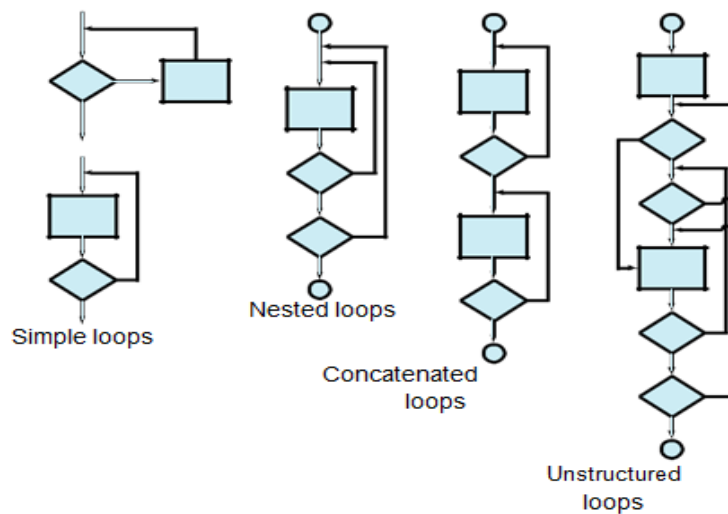 Simple loops
Nested loops
Concatenated
loops
Unstructured
loops